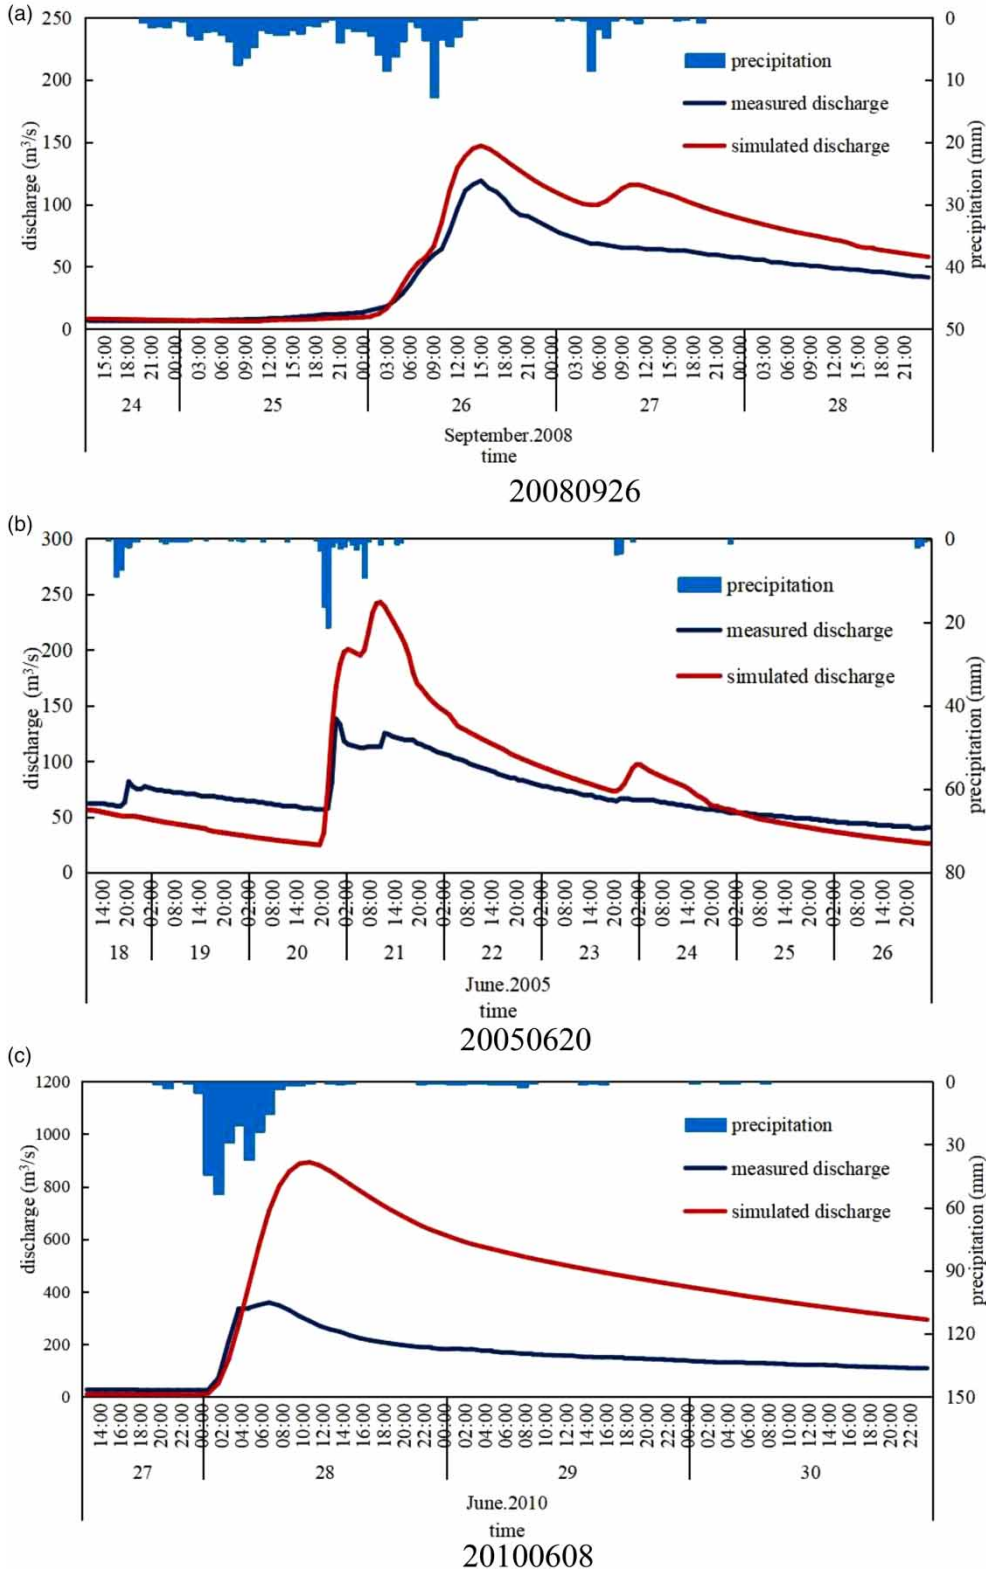 (a)
250
200
150
100
50
0
discharge (m³/s)
0
10
20
30
40
50
precipitation (mm)
precipitation
measured discharge
simulated discharge
15:00 18:00 21:00 00:00 03:00 06:00 09:00 12:00 15:00 18:00 21:00 00:00 03:00 06:00 09:00 12:00 15:00 18:00 21:00 00:00 03:00 06:00 09:00 12:00 15:00 18:00 21:00 00:00 03:00 06:00 09:00 12:00 15:00 18:00 21:00
24 25 26 27 28
September.2008
time
20080926
(b)
300
250
200
150
100
50
0
discharge (m³/s)
0
20
40
60
80
precipitation (mm)
precipitation
measured discharge
simulated discharge
14:00 20:00 02:00 08:00 14:00 20:00 02:00 08:00 14:00 20:00 02:00 08:00 14:00 20:00 02:00 08:00 14:00 20:00 02:00 08:00 14:00 20:00 02:00 08:00 14:00 20:00 02:00 08:00 14:00 20:00 02:00 08:00 14:00 20:00
18 19 20 21 22 23 24 25 26
June.2005
time
20050620
(c)
1200
1000
800
600
400
200
0
discharge (m³/s)
0
30
60
90
120
150
precipitation (mm)
precipitation
measured discharge
simulated discharge
14:00 16:00 18:00 20:00 22:00 00:00 02:00 04:00 06:00 08:00 10:00 12:00 14:00 16:00 18:00 20:00 22:00 00:00 02:00 04:00 06:00 08:00 10:00 12:00 14:00 16:00 18:00 20:00 22:00 00:00 02:00 04:00 06:00 08:00 10:00 12:00 14:00 16:00 18:00 20:00 22:00
27 28 29 30
June.2010
time
20100608